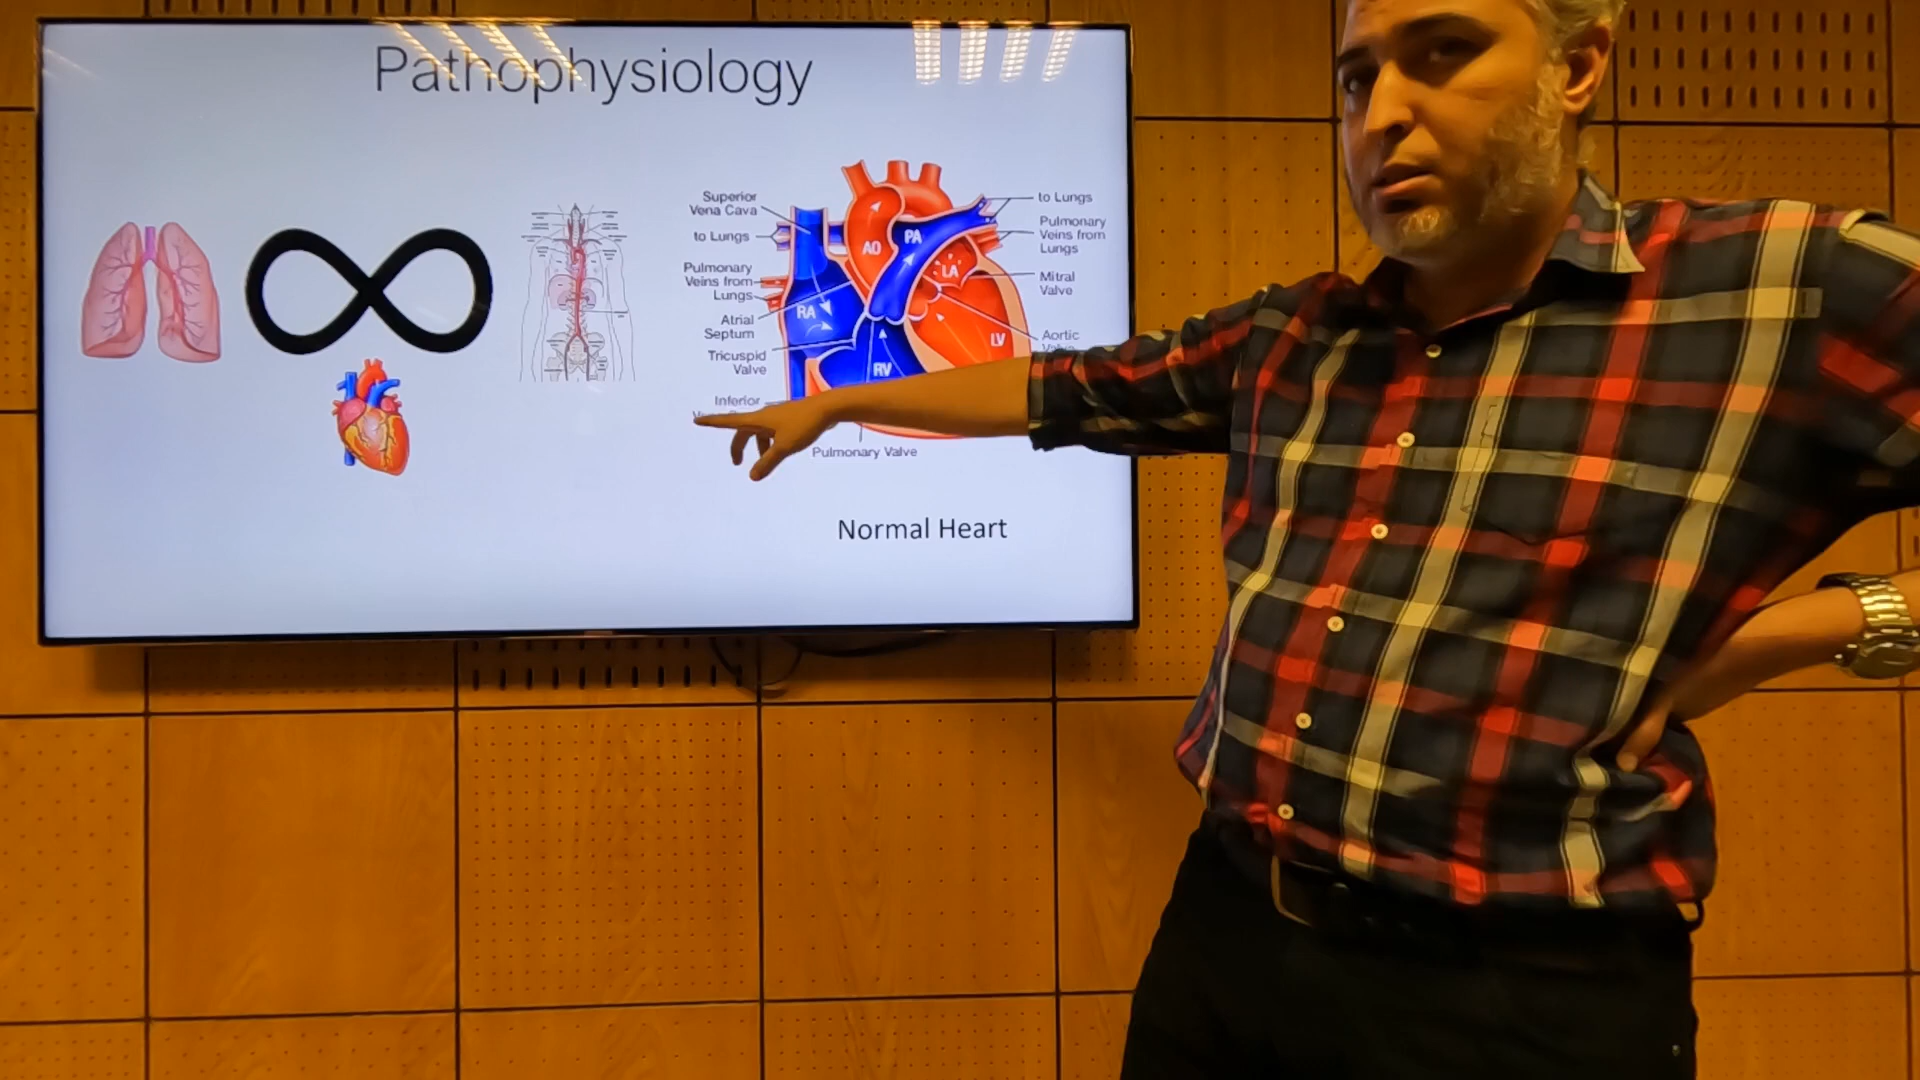 Pathophysiology
Superior
Vena Cava
to Lungs
Pulmonary
Veins from
Lungs
Atrial
Septum
Tricuspid
Valve
Inferior
AO
PA
LA
RA
LV
RV
to Lungs
Pulmonary
Veins from
Lungs
Mitral
Valve
Aortic
Pulmonary Valve
Normal Heart